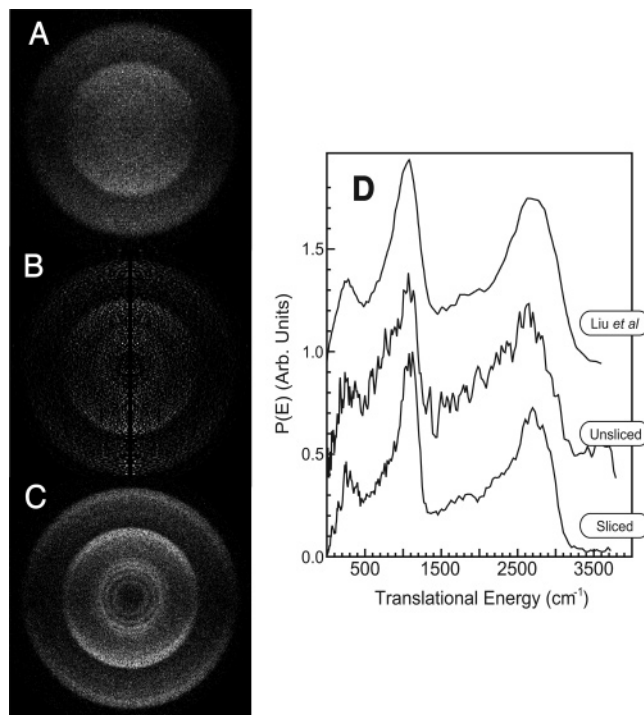 A
B
C
D
P(E) (Arb. Units)
1.5
1.0
0.5
0.0
Liu et al
Unsliced
Sliced
500
1500
2500
3500
Translational Energy (cm⁻¹)